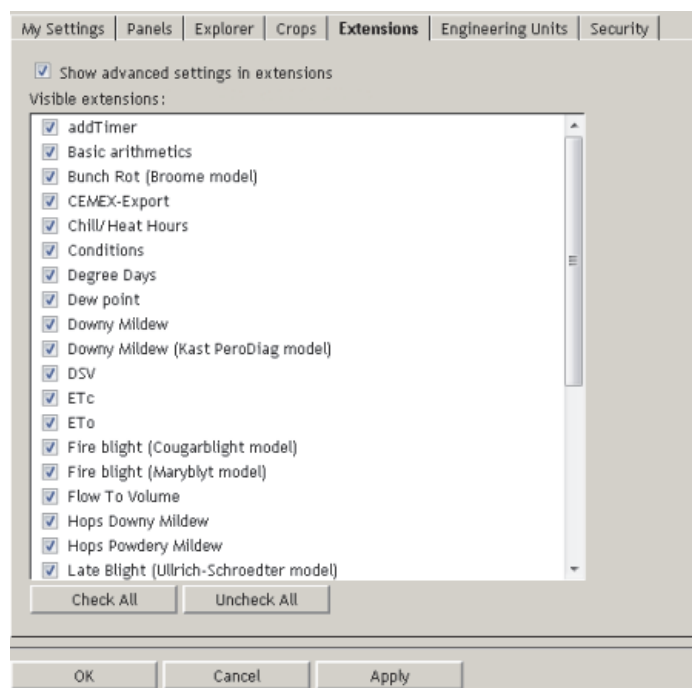 My Settings Panels Explorer Crops Extensions Engineering Units Security
Show advanced settings in extensions
Visible extensions:
addTimer
Basic arithmetics
Bunch Rot (Broome model)
CEMEX-Export
Chill/Heat Hours
Conditions
Degree Days
Dew point
Downy Mildew
Downy Mildew (Kast PeroDiag model)
DSV
ETc
ETo
Fire blight (Cougarblight model)
Fire blight (Maryblyt model)
Flow To Volume
Hops Downy Mildew
Hops Powdery Mildew
Late Blight (Ullrich-Schroedter model)
Check All Uncheck All
OK Cancel Apply